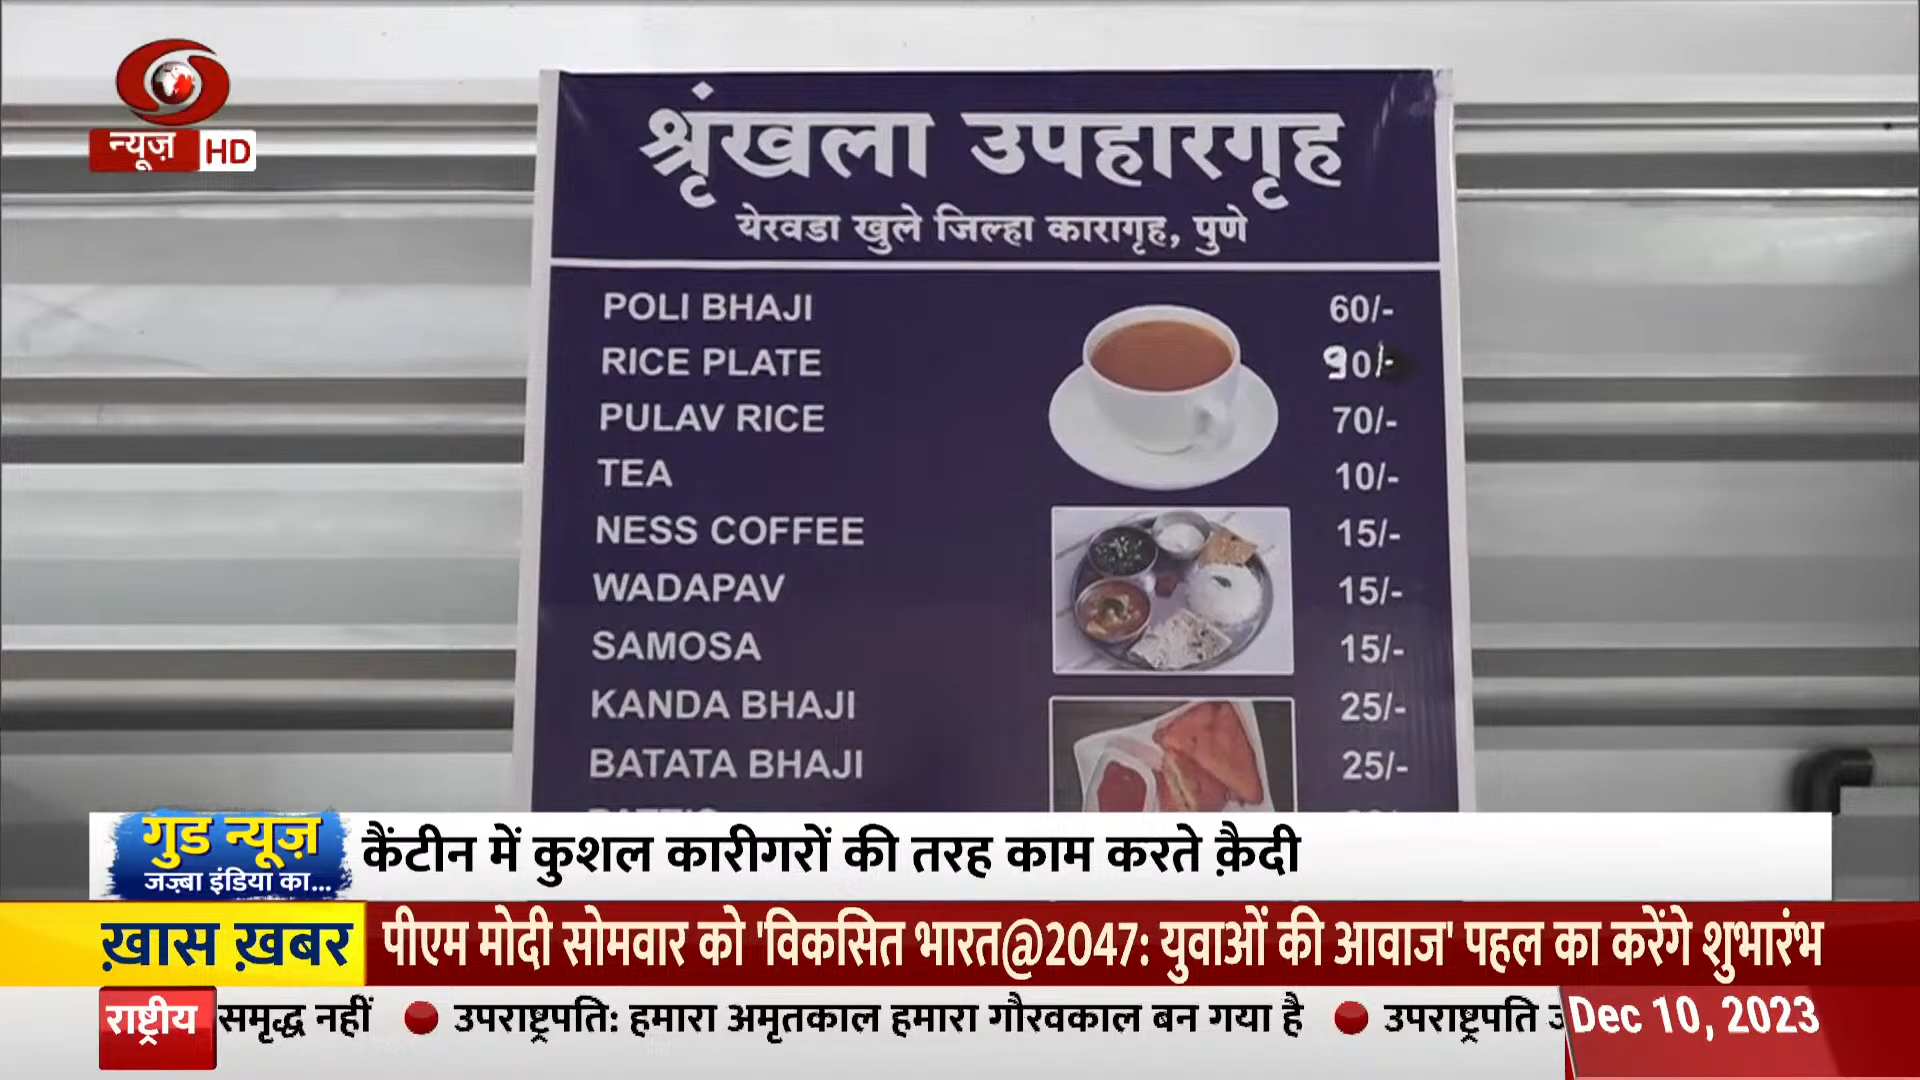 न्यूज़ HD
श्रृंखला उपहारगृह
येरवडा खुले जिल्हा कारागृह, पुणे
POLI BHAJI 60/-
RICE PLATE 90/-
PULAV RICE 70/-
TEA 10/-
NESS COFFEE 15/-
WADAPAV 15/-
SAMOSA 15/-
KANDA BHAJI 25/-
BATATA BHAJI 25/-
गुड न्यूज़
जज़्बा इंडिया का...
कैंटीन में कुशल कारीगरों की तरह काम करते क़ैदी
ख़ास ख़बर पीएम मोदी सोमवार को 'विकसित भारत@2047: युवाओं की आवाज' पहल का करेंगे शुभारंभ
राष्ट्रीय समृद्ध नहीं ● उपराष्ट्रपति: हमारा अमृतकाल हमारा गौरवकाल बन गया है ● उपराष्ट्रपति Dec 10, 2023